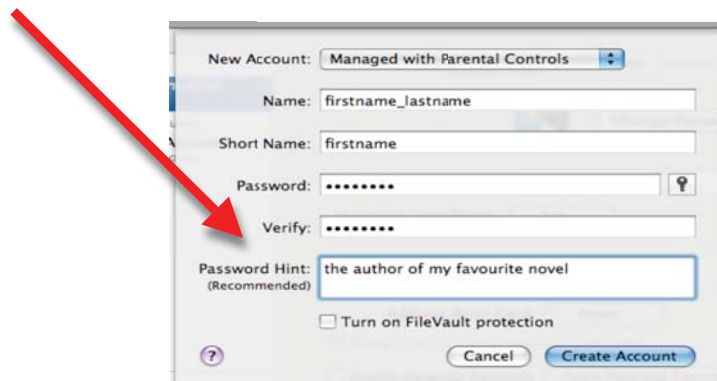 New Account: Managed with Parental Controls
Name: firstname_lastname
Short Name: firstname
Password: ••••••••
Verify: ••••••••
Password Hint: the author of my favourite novel
(Recommended)
Turn on FileVault protection
? Cancel Create Account